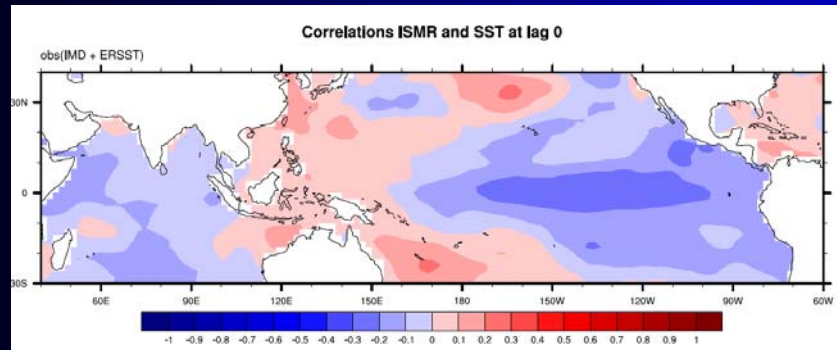 Correlations ISMR and SST at lag 0
obs(IMD + ERSST)
30N
0
30S
60E 90E 120E 150E 180 150W 120W 90W 60W
-1 -0.9 -0.8 -0.7 -0.6 -0.5 -0.4 -0.3 -0.2 -0.1 0 0.1 0.2 0.3 0.4 0.5 0.6 0.7 0.8 0.9 1